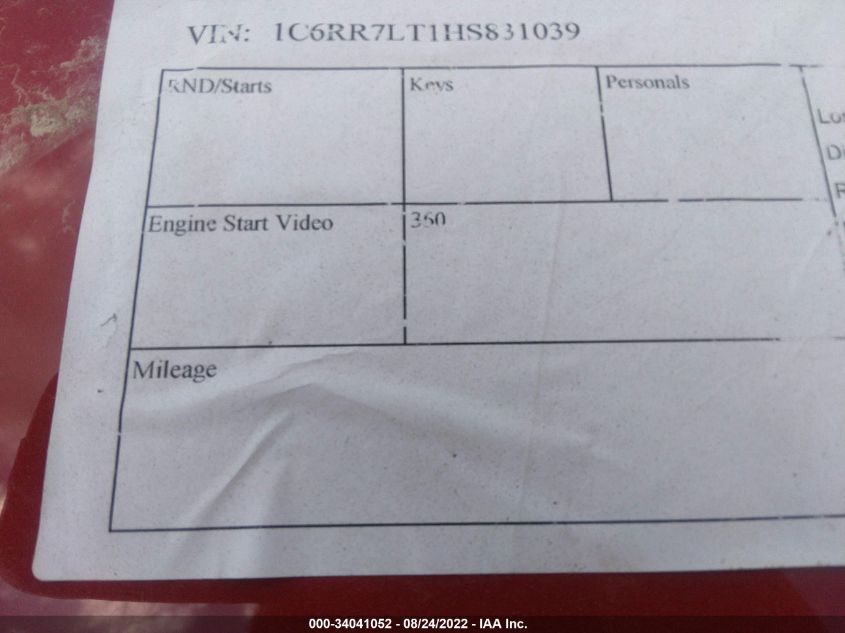 VIN: 1C6RR7LT1HS831039
RND/Starts
Keys
Personals
Engine Start Video
360
Mileage
000-34041052 - 08/24/2022 - IAA Inc.